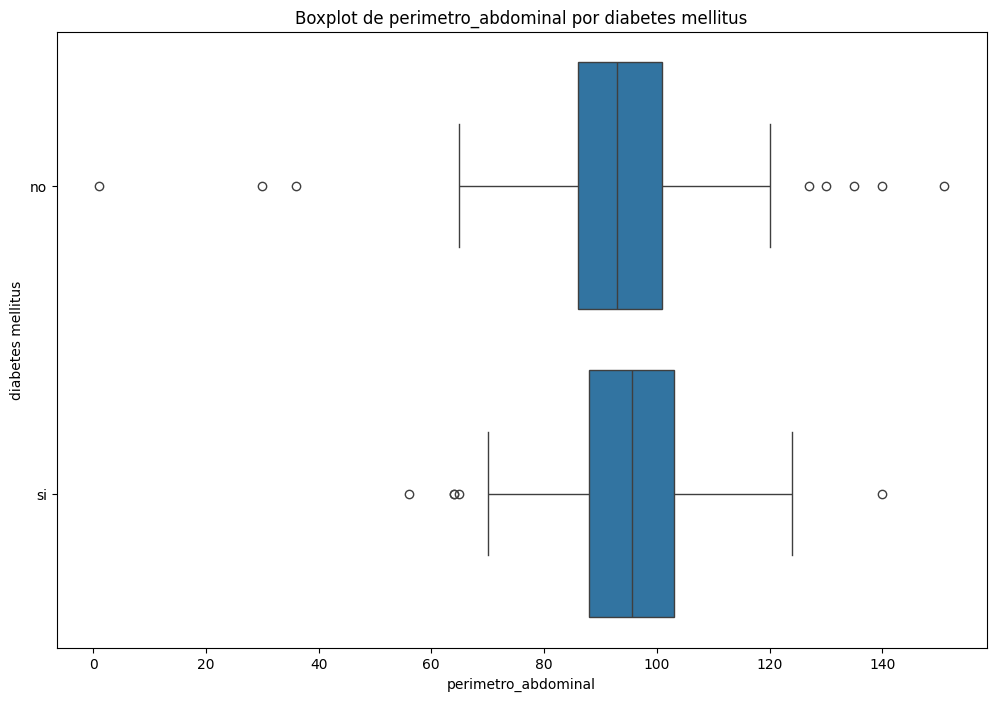 Boxplot de perimetro_abdominal por diabetes mellitus
diabetes mellitus
no
si
0 20 40 60 80 100 120 140
perimetro_abdominal